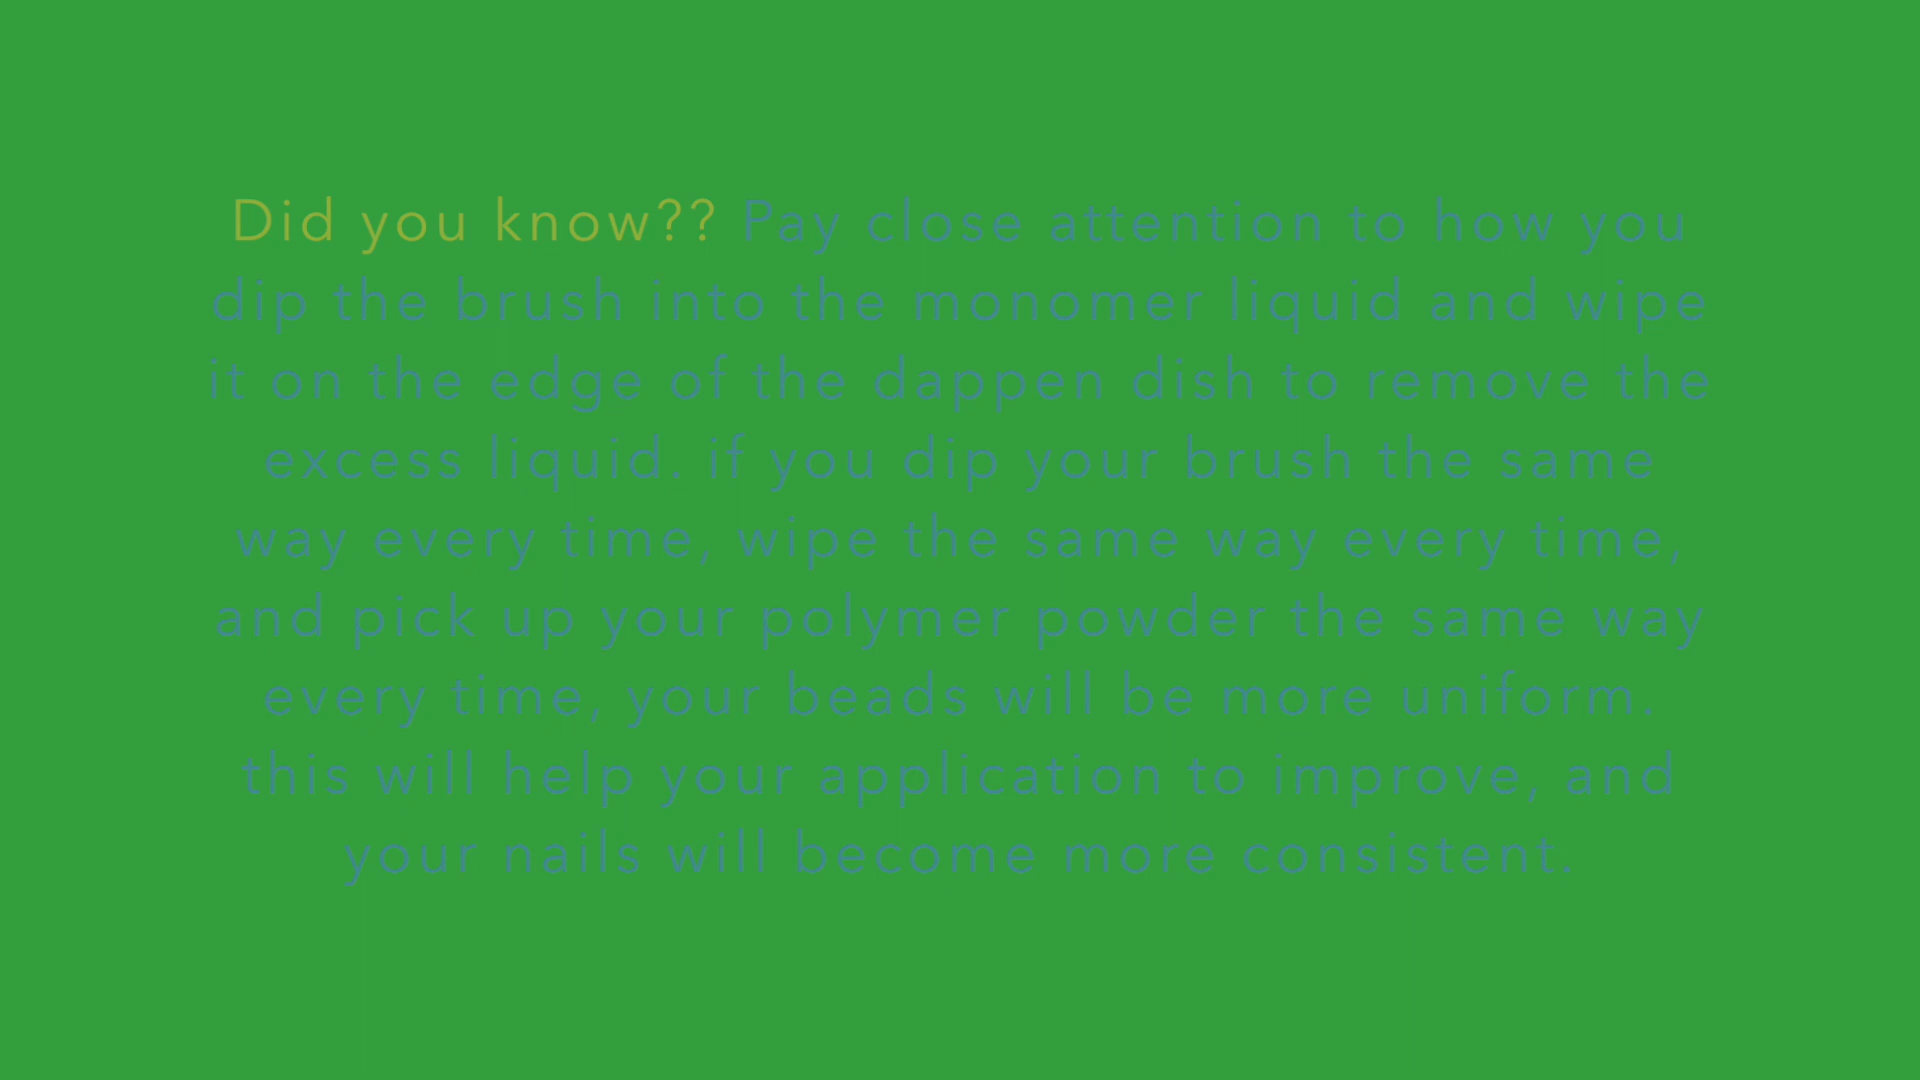 Did you know?? Pay close attention to how you
dip the brush into the monomer liquid and wipe
it on the edge of the dappen dish to remove the
excess liquid. if you dip your brush the same
way every time, wipe the same way every time,
and pick up your polymer powder the same way
every time, your beads will be more uniform.
this will help your application to improve, and
your nails will become more consistent.